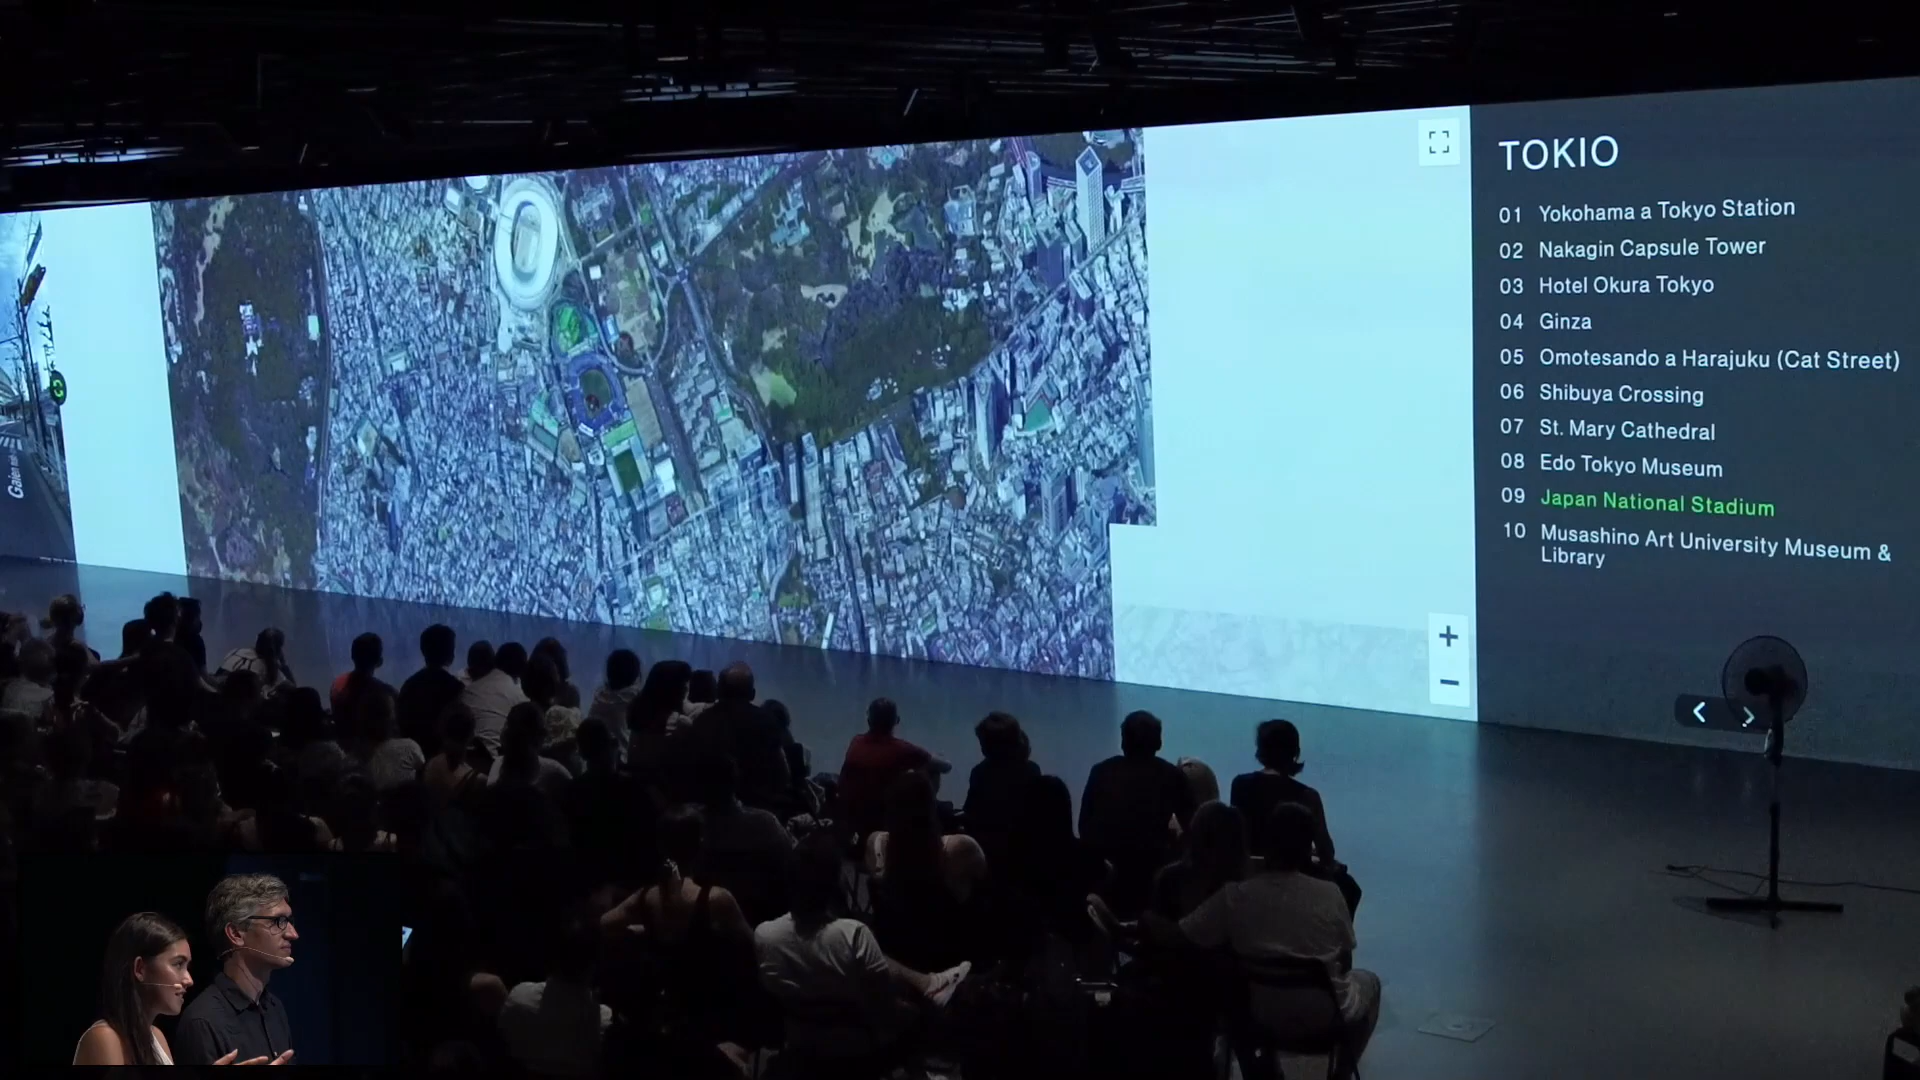 TOKIO
01 Yokohama a Tokyo Station
02 Nakagin Capsule Tower
03 Hotel Okura Tokyo
04 Ginza
05 Omotesando a Harajuku (Cat Street)
06 Shibuya Crossing
07 St. Mary Cathedral
08 Edo Tokyo Museum
09 Japan National Stadium
10 Musashino Art University Museum &
Library